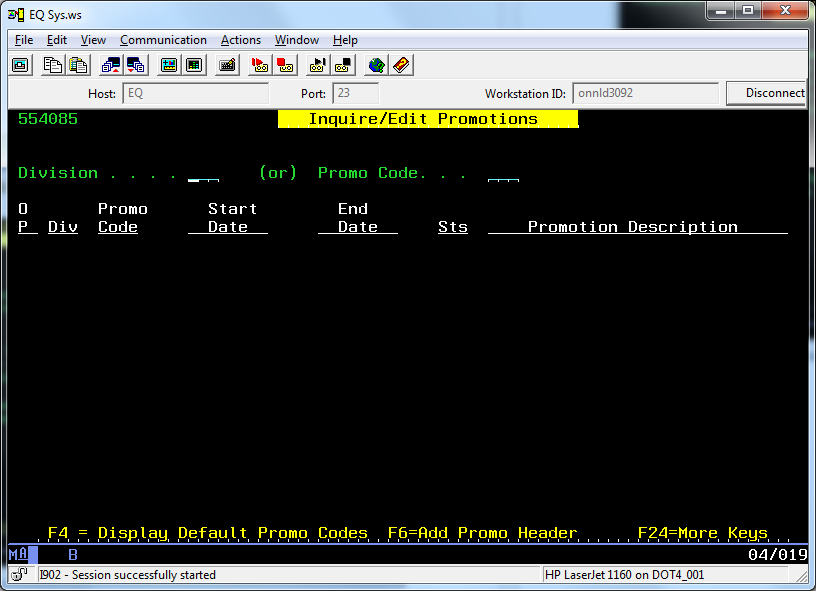 EQ Sys.ws
File Edit View Communication Actions Window Help
Host: EQ Port: 23 Workstation ID: onnld3092 Disconnect
554085 Inquire/Edit Promotions
Division . . . . (or) Promo Code. . .
O Promo Start End
P Div Code Date Date Sts Promotion Description
F4 = Display Default Promo Codes F6=Add Promo Header F24=More Keys
MA B 04/019
I902 - Session successfully started HP LaserJet 1160 on DOT4_001